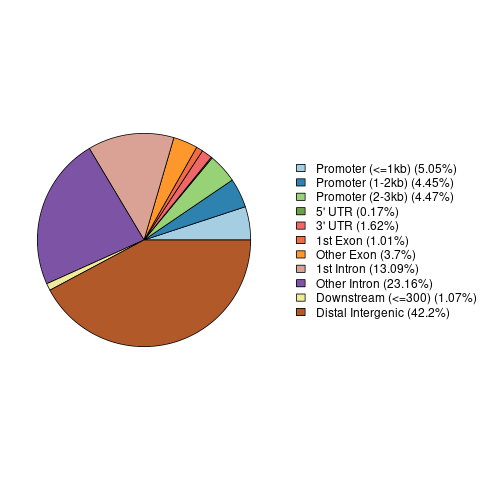 Promoter (<=1kb) (5.05%)
Promoter (1-2kb) (4.45%)
Promoter (2-3kb) (4.47%)
5' UTR (0.17%)
3' UTR (1.62%)
1st Exon (1.01%)
Other Exon (3.7%)
1st Intron (13.09%)
Other Intron (23.16%)
Downstream (<=300) (1.07%)
Distal Intergenic (42.2%)